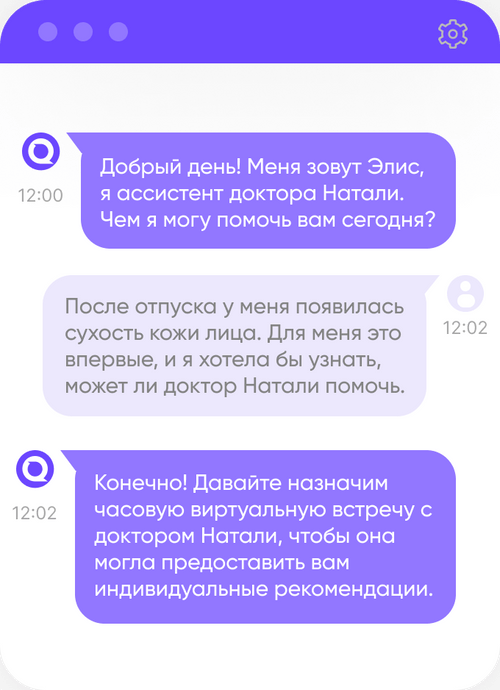 Добрый день! Меня зовут Элис,
я ассистент доктора Натали.
Чем я могу помочь вам сегодня?
12:00
После отпуска у меня появилась
сухость кожи лица. Для меня это
впервые, и я хотела бы узнать,
может ли доктор Натали помочь.
12:02
Конечно! Давайте назначим
часовую виртуальную встречу с
доктором Натали, чтобы она
могла предоставить вам
индивидуальные рекомендации.
12:02